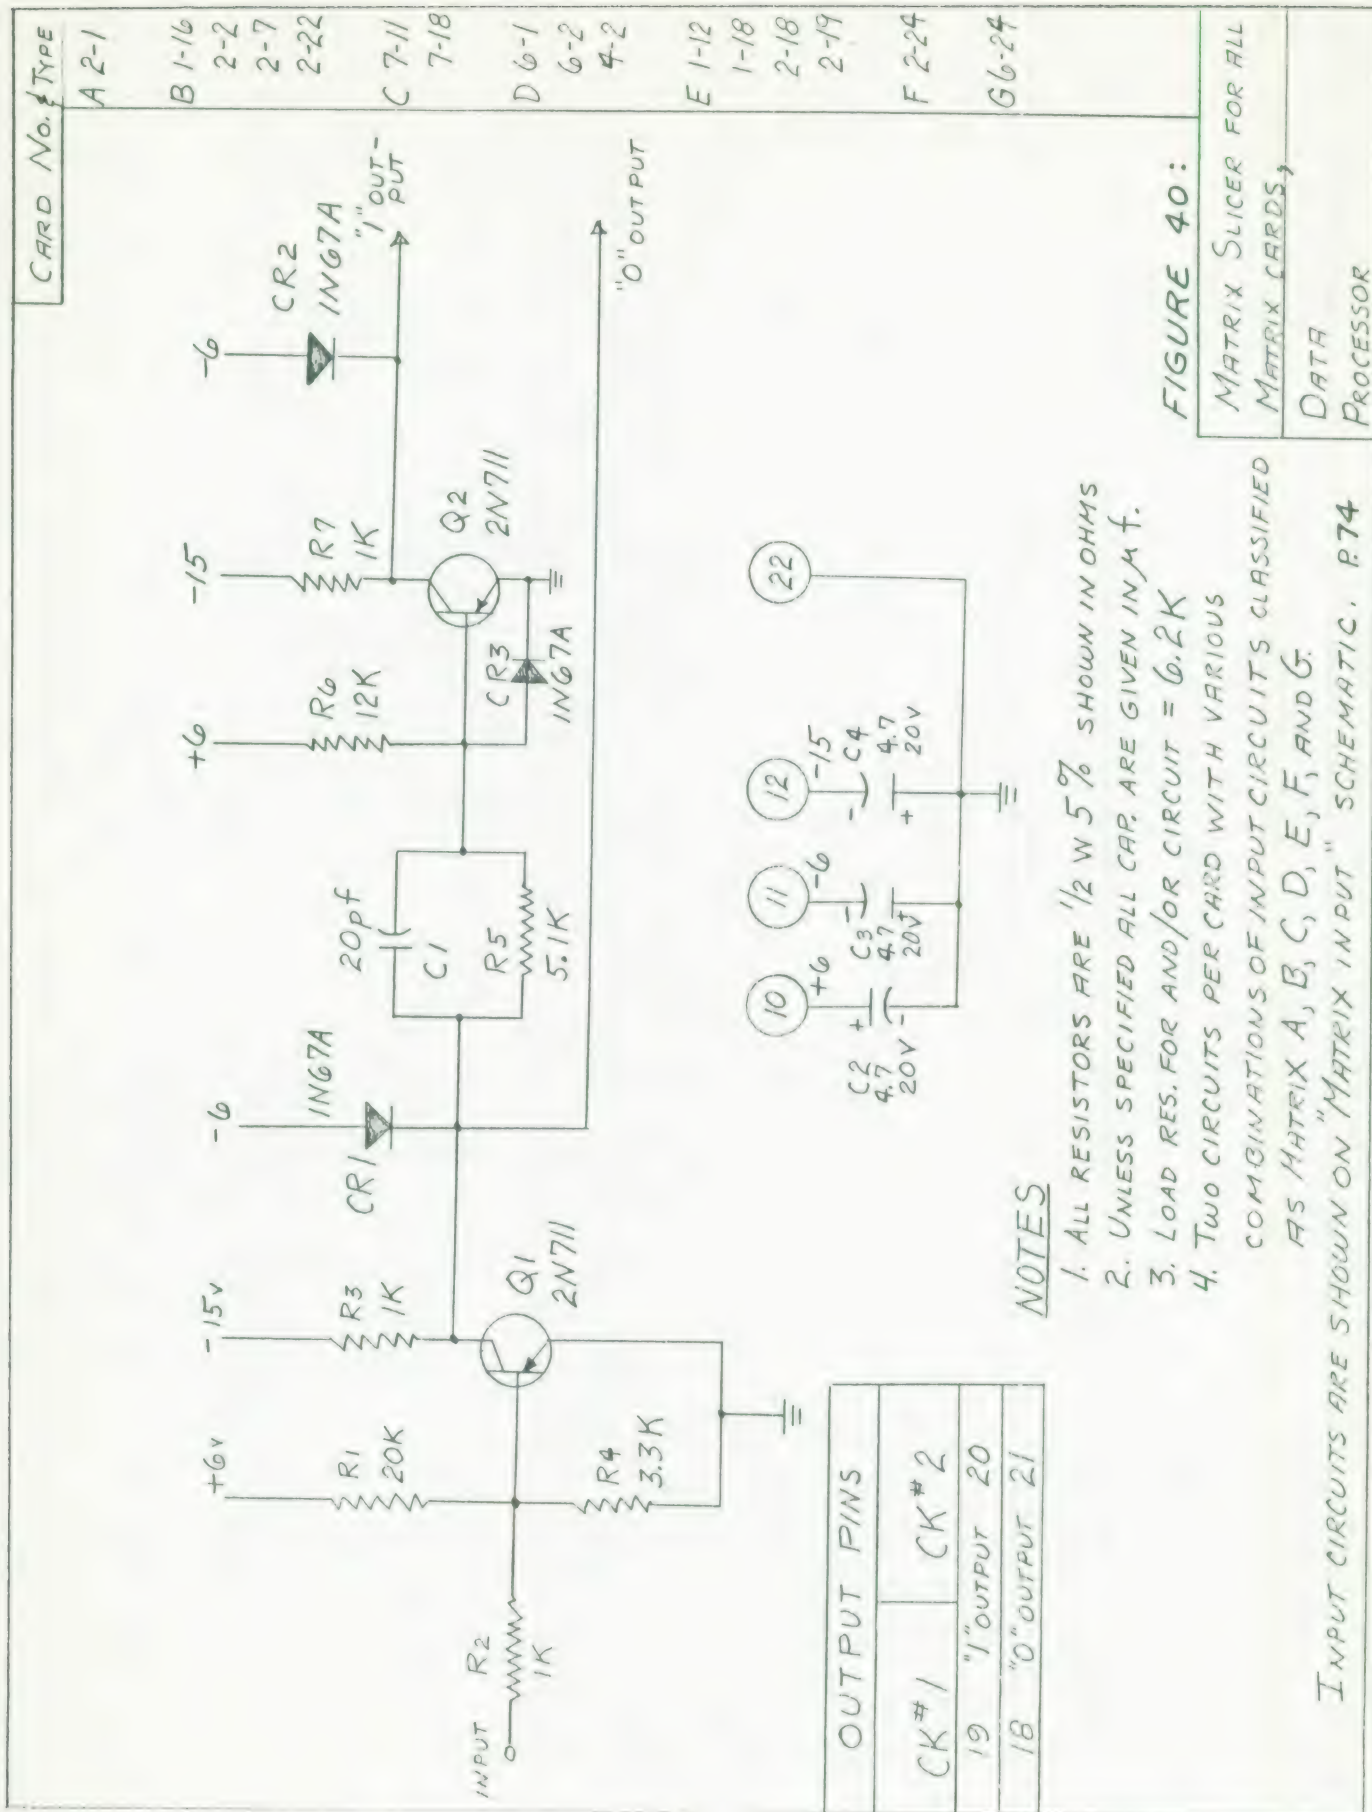 CARD NO. & TYPE
A 2-1
B 1-16
2-2
2-7
2-22
C 7-11
7-18
D 6-1
6-2
4-2
E 1-12
1-18
2-18
2-19
F 2-24
G 6-24
+6v
-15v
-6
+6
-15
-6
R1
20K
R3
1K
1N67A
CR1
20pf
C1
R5
5.1K
R6
12K
R7
1K
CR2
1N67A
"1" OUT-
PUT
INPUT
R2
1K
Q1
2N711
R4
3.3K
Q2
2N711
CR3
1N67A
"0" OUTPUT
10
11
12
22
+6
-6
-15
C2
4.7
20V
+
-
C3
4.7
20V
-
C4
4.7
20V
-
+
OUTPUT PINS
CK#1 CK#2
19 "1" OUTPUT 20
18 "0" OUTPUT 21
NOTES
1. ALL RESISTORS ARE 1/2 W 5% SHOWN IN OHMS
2. UNLESS SPECIFIED ALL CAP. ARE GIVEN IN μf.
3. LOAD RES. FOR AND/OR CIRCUIT = 6.2K
4. TWO CIRCUITS PER CARD WITH VARIOUS
COMBINATIONS OF INPUT CIRCUITS CLASSIFIED
AS MATRIX A, B, C, D, E, F, AND G.
INPUT CIRCUITS ARE SHOWN ON "MATRIX INPUT" SCHEMATIC. P.74
FIGURE 40:
MATRIX SLICER FOR ALL
MATRIX CARDS,
DATA
PROCESSOR